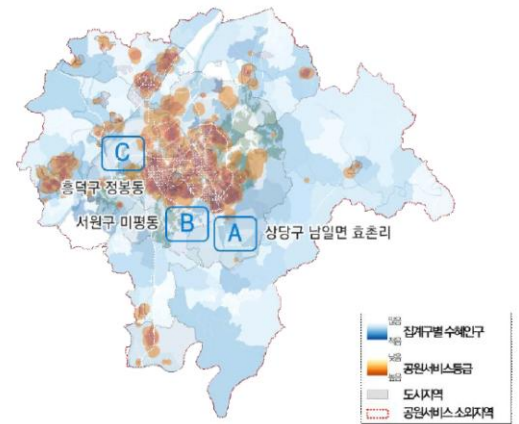 C
흥덕구 정봉동
서원구 미평동
B
A
상당구 남일면 효촌리
집계구별 수혜인구
공원서비스등급
도시지역
공원서비스 소외지역